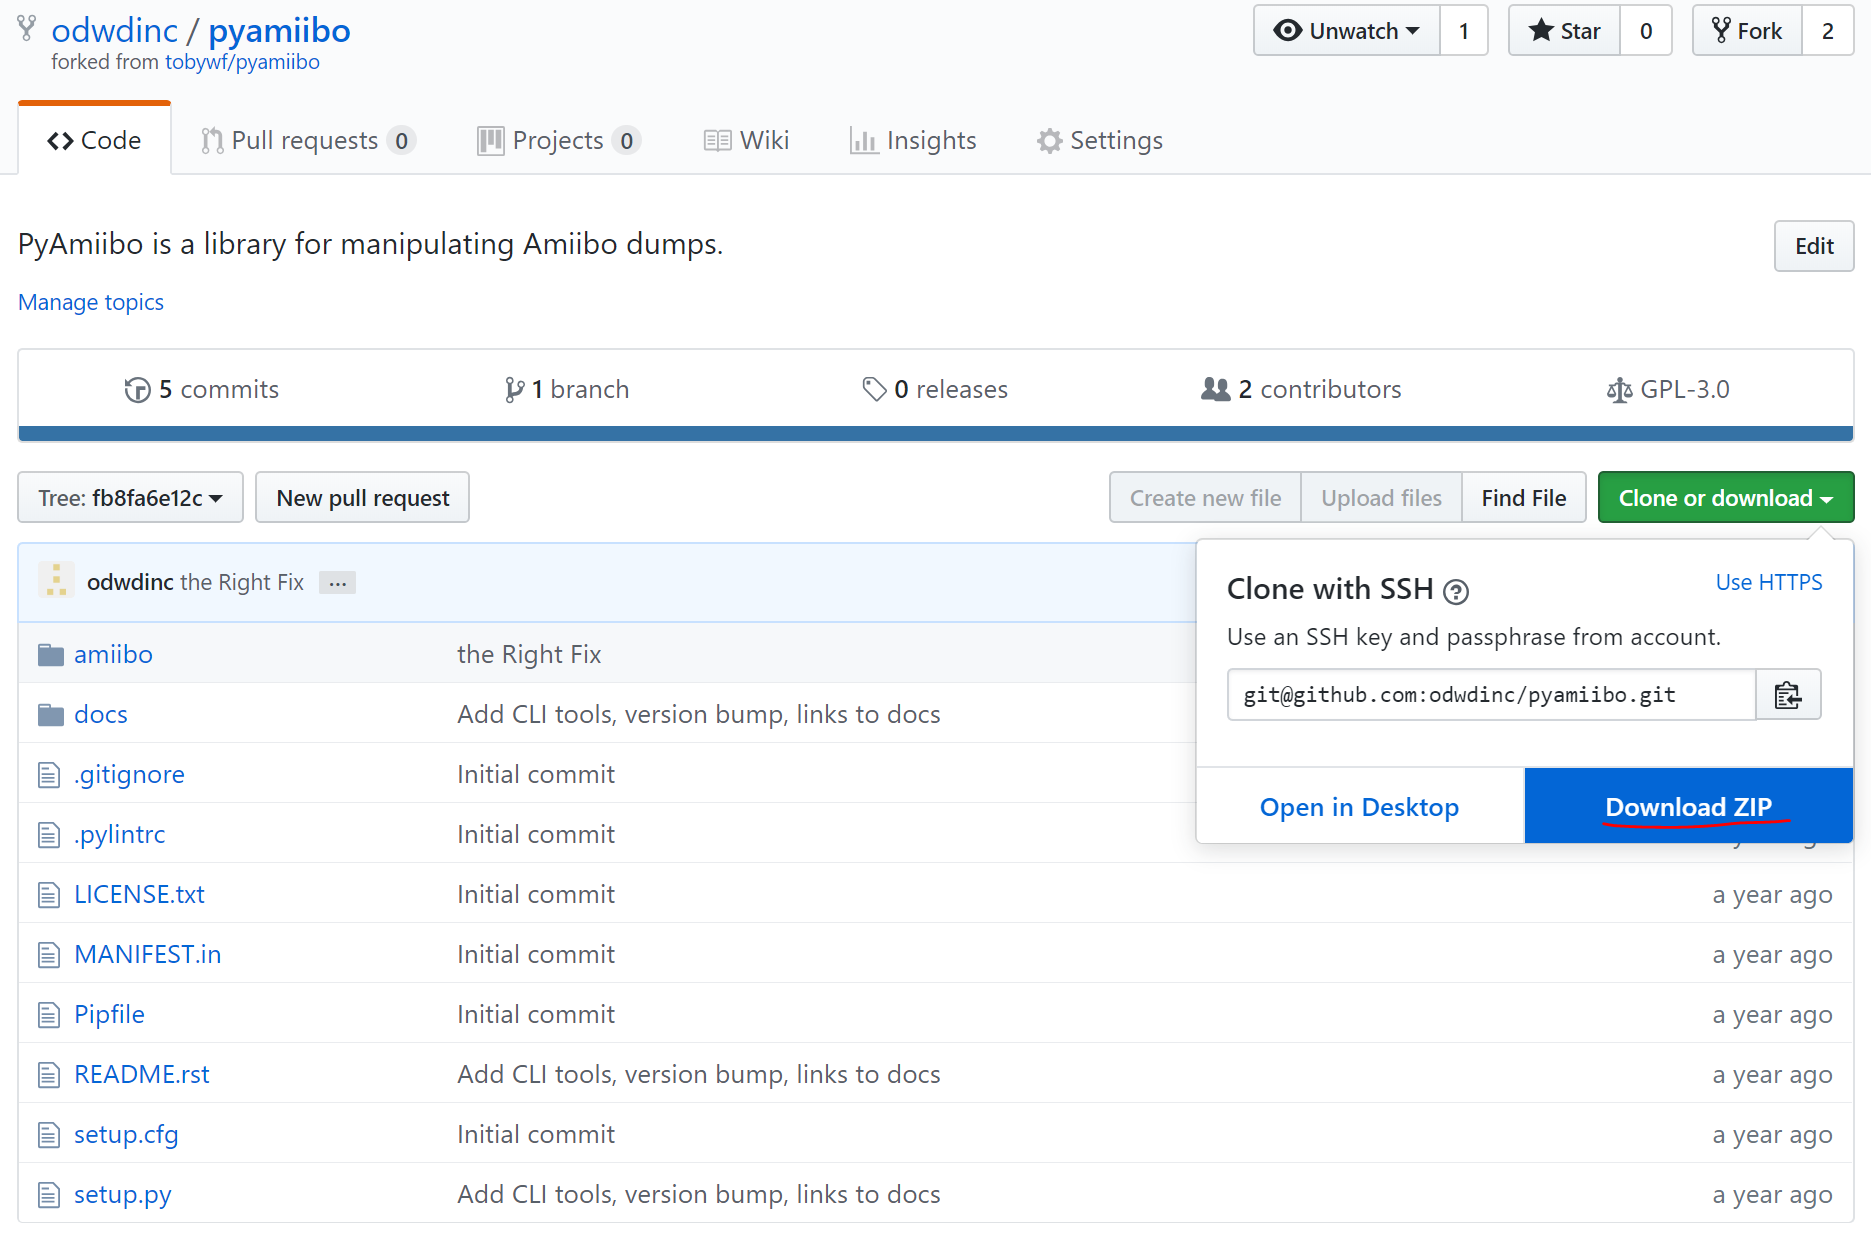 odwdinc / pyamiibo
forked from tobywf/pyamiibo
Unwatch 1
Star 0
Fork 2
Code
Pull requests 0
Projects 0
Wiki
Insights
Settings
PyAmiibo is a library for manipulating Amiibo dumps.
Edit
Manage topics
5 commits
1 branch
0 releases
2 contributors
GPL-3.0
Tree: fb8fa6e12c
New pull request
Create new file
Upload files
Find File
Clone or download
odwdinc the Right Fix ...
Clone with SSH ?
Use HTTPS
Use an SSH key and passphrase from account.
git@github.com:odwdinc/pyamiibo.git
Open in Desktop
Download ZIP
amiibo the Right Fix
docs Add CLI tools, version bump, links to docs
.gitignore Initial commit
.pylintrc Initial commit
LICENSE.txt Initial commit a year ago
MANIFEST.in Initial commit a year ago
Pipfile Initial commit a year ago
README.rst Add CLI tools, version bump, links to docs a year ago
setup.cfg Initial commit a year ago
setup.py Add CLI tools, version bump, links to docs a year ago